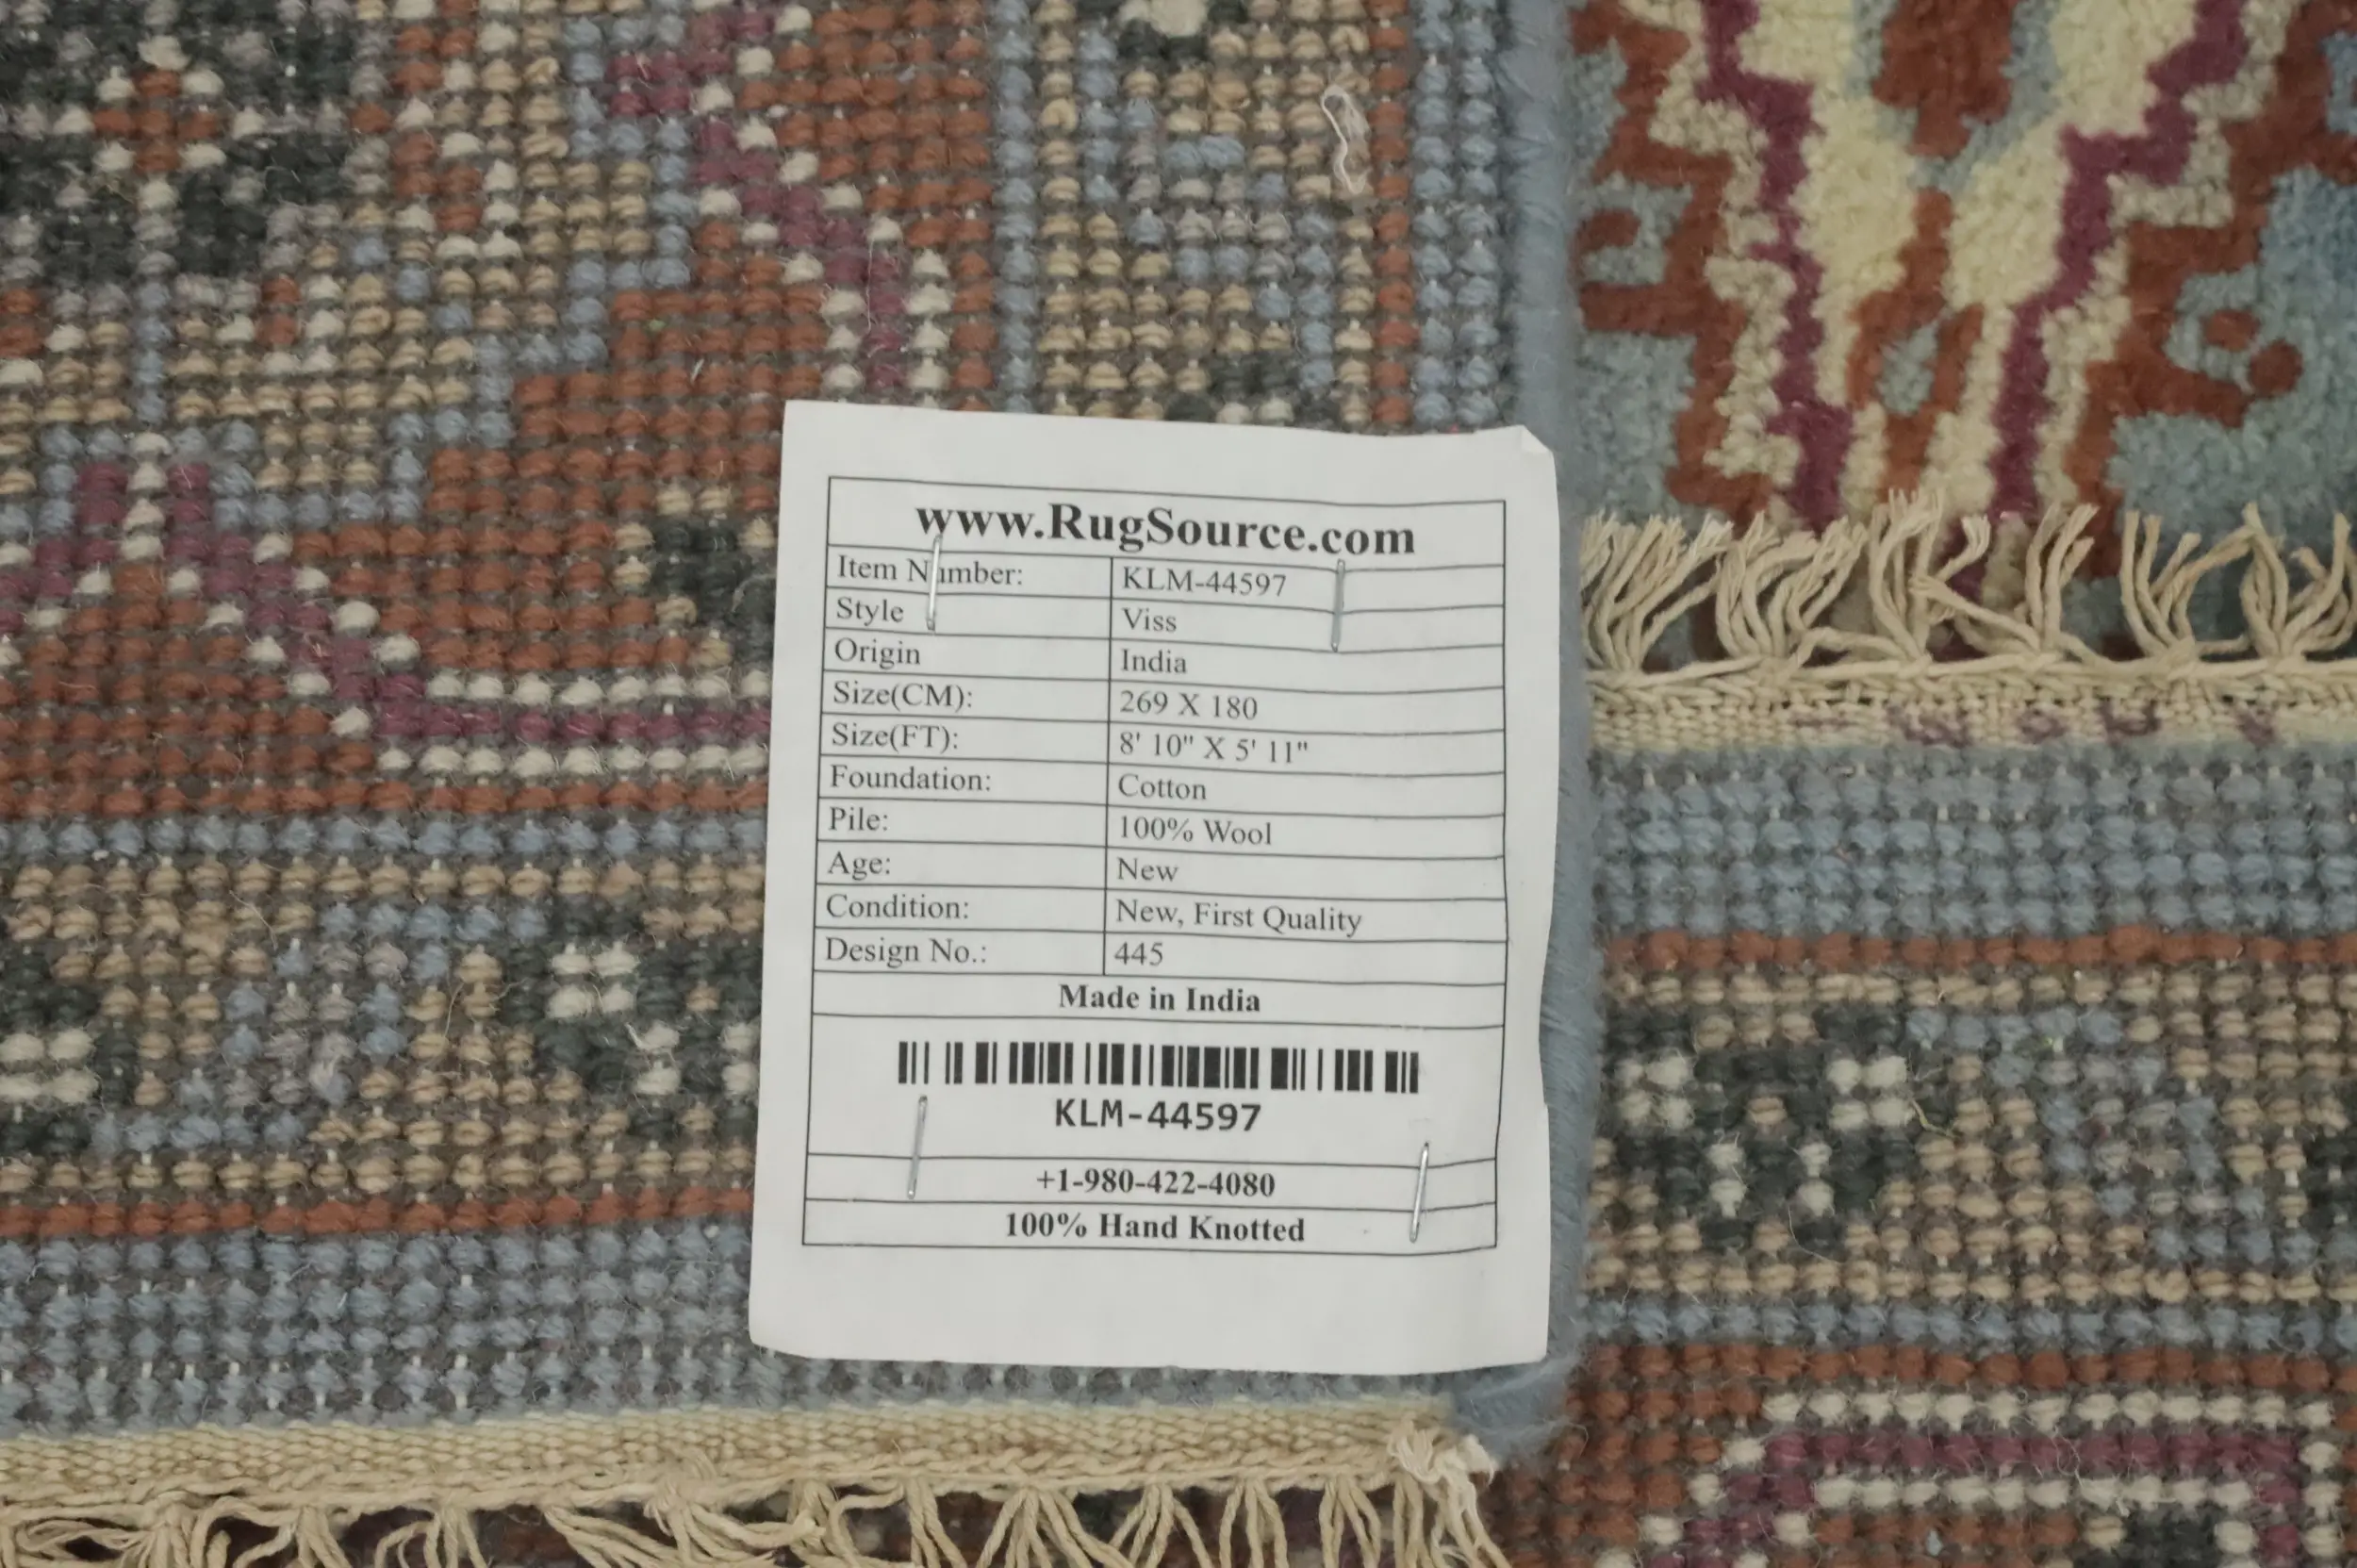 www.RugSource.com
Item Number: KLM-44597
Style Viss
Origin India
Size(CM): 269 X 180
Size(FT): 8' 10" X 5' 11"
Foundation: Cotton
Pile: 100% Wool
Age: New
Condition: New, First Quality
Design No.: 445
Made in India
KLM-44597
+1-980-422-4080
100% Hand Knotted